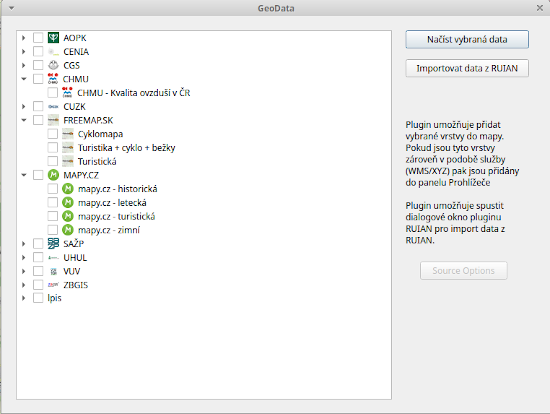 GeoData
AOPK
CENIA
CGS
CHMU
CHMU - Kvalita ovzduší v ČR
CUZK
FREEMAP.SK
Cyklomapa
Turistika + cyklo + bežky
Turistická
MAPY.CZ
mapy.cz - historická
mapy.cz - letecká
mapy.cz - turistická
mapy.cz - zimní
SAŽP
UHUL
VUV
ZBGIS
lpis
Načíst vybraná data
Importovat data z RUIAN
Plugin umožňuje přidat
vybrané vrstvy do mapy.
Pokud jsou tyto vrstvy
zároveň v podobě služby
(WMS/XYZ) pak jsou přidány
do panelu Prohlížeče
Plugin umožňuje spustit
dialogové okno pluginu
RUIAN pro import dat z
RUIAN.
Source Options